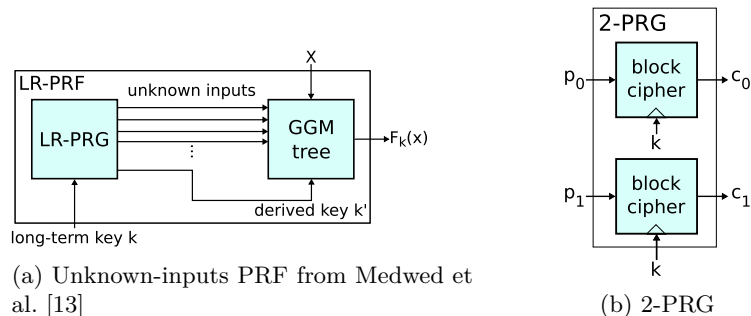 X
LR-PRF
unknown inputs
LR-PRG
GGM
tree
F_k(x)
⋮
derived key k'
long-term key k
(a) Unknown-inputs PRF from Medwed et
al. [13]
2-PRG
p_0
block
cipher
c_0
k
p_1
block
cipher
c_1
k
(b) 2-PRG